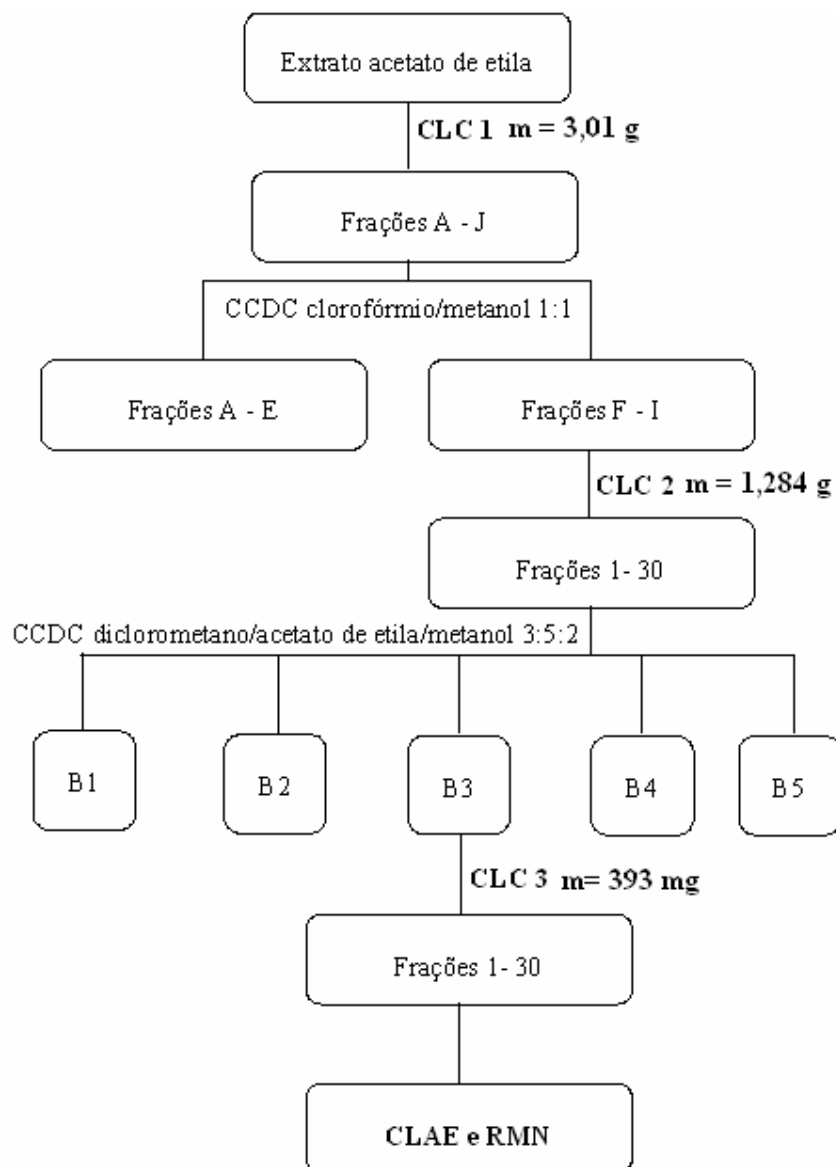 Extrato acetato de etila
CLC 1 m = 3,01 g
Frações A - J
CCDC clorofórmio/metanol 1:1
Frações A - E
Frações F - I
CLC 2 m = 1,284 g
Frações 1- 30
CCDC diclorometano/acetato de etila/metanol 3:5:2
B1
B2
B3
B4
B5
CLC 3 m= 393 mg
Frações 1- 30
CLAE e RMN